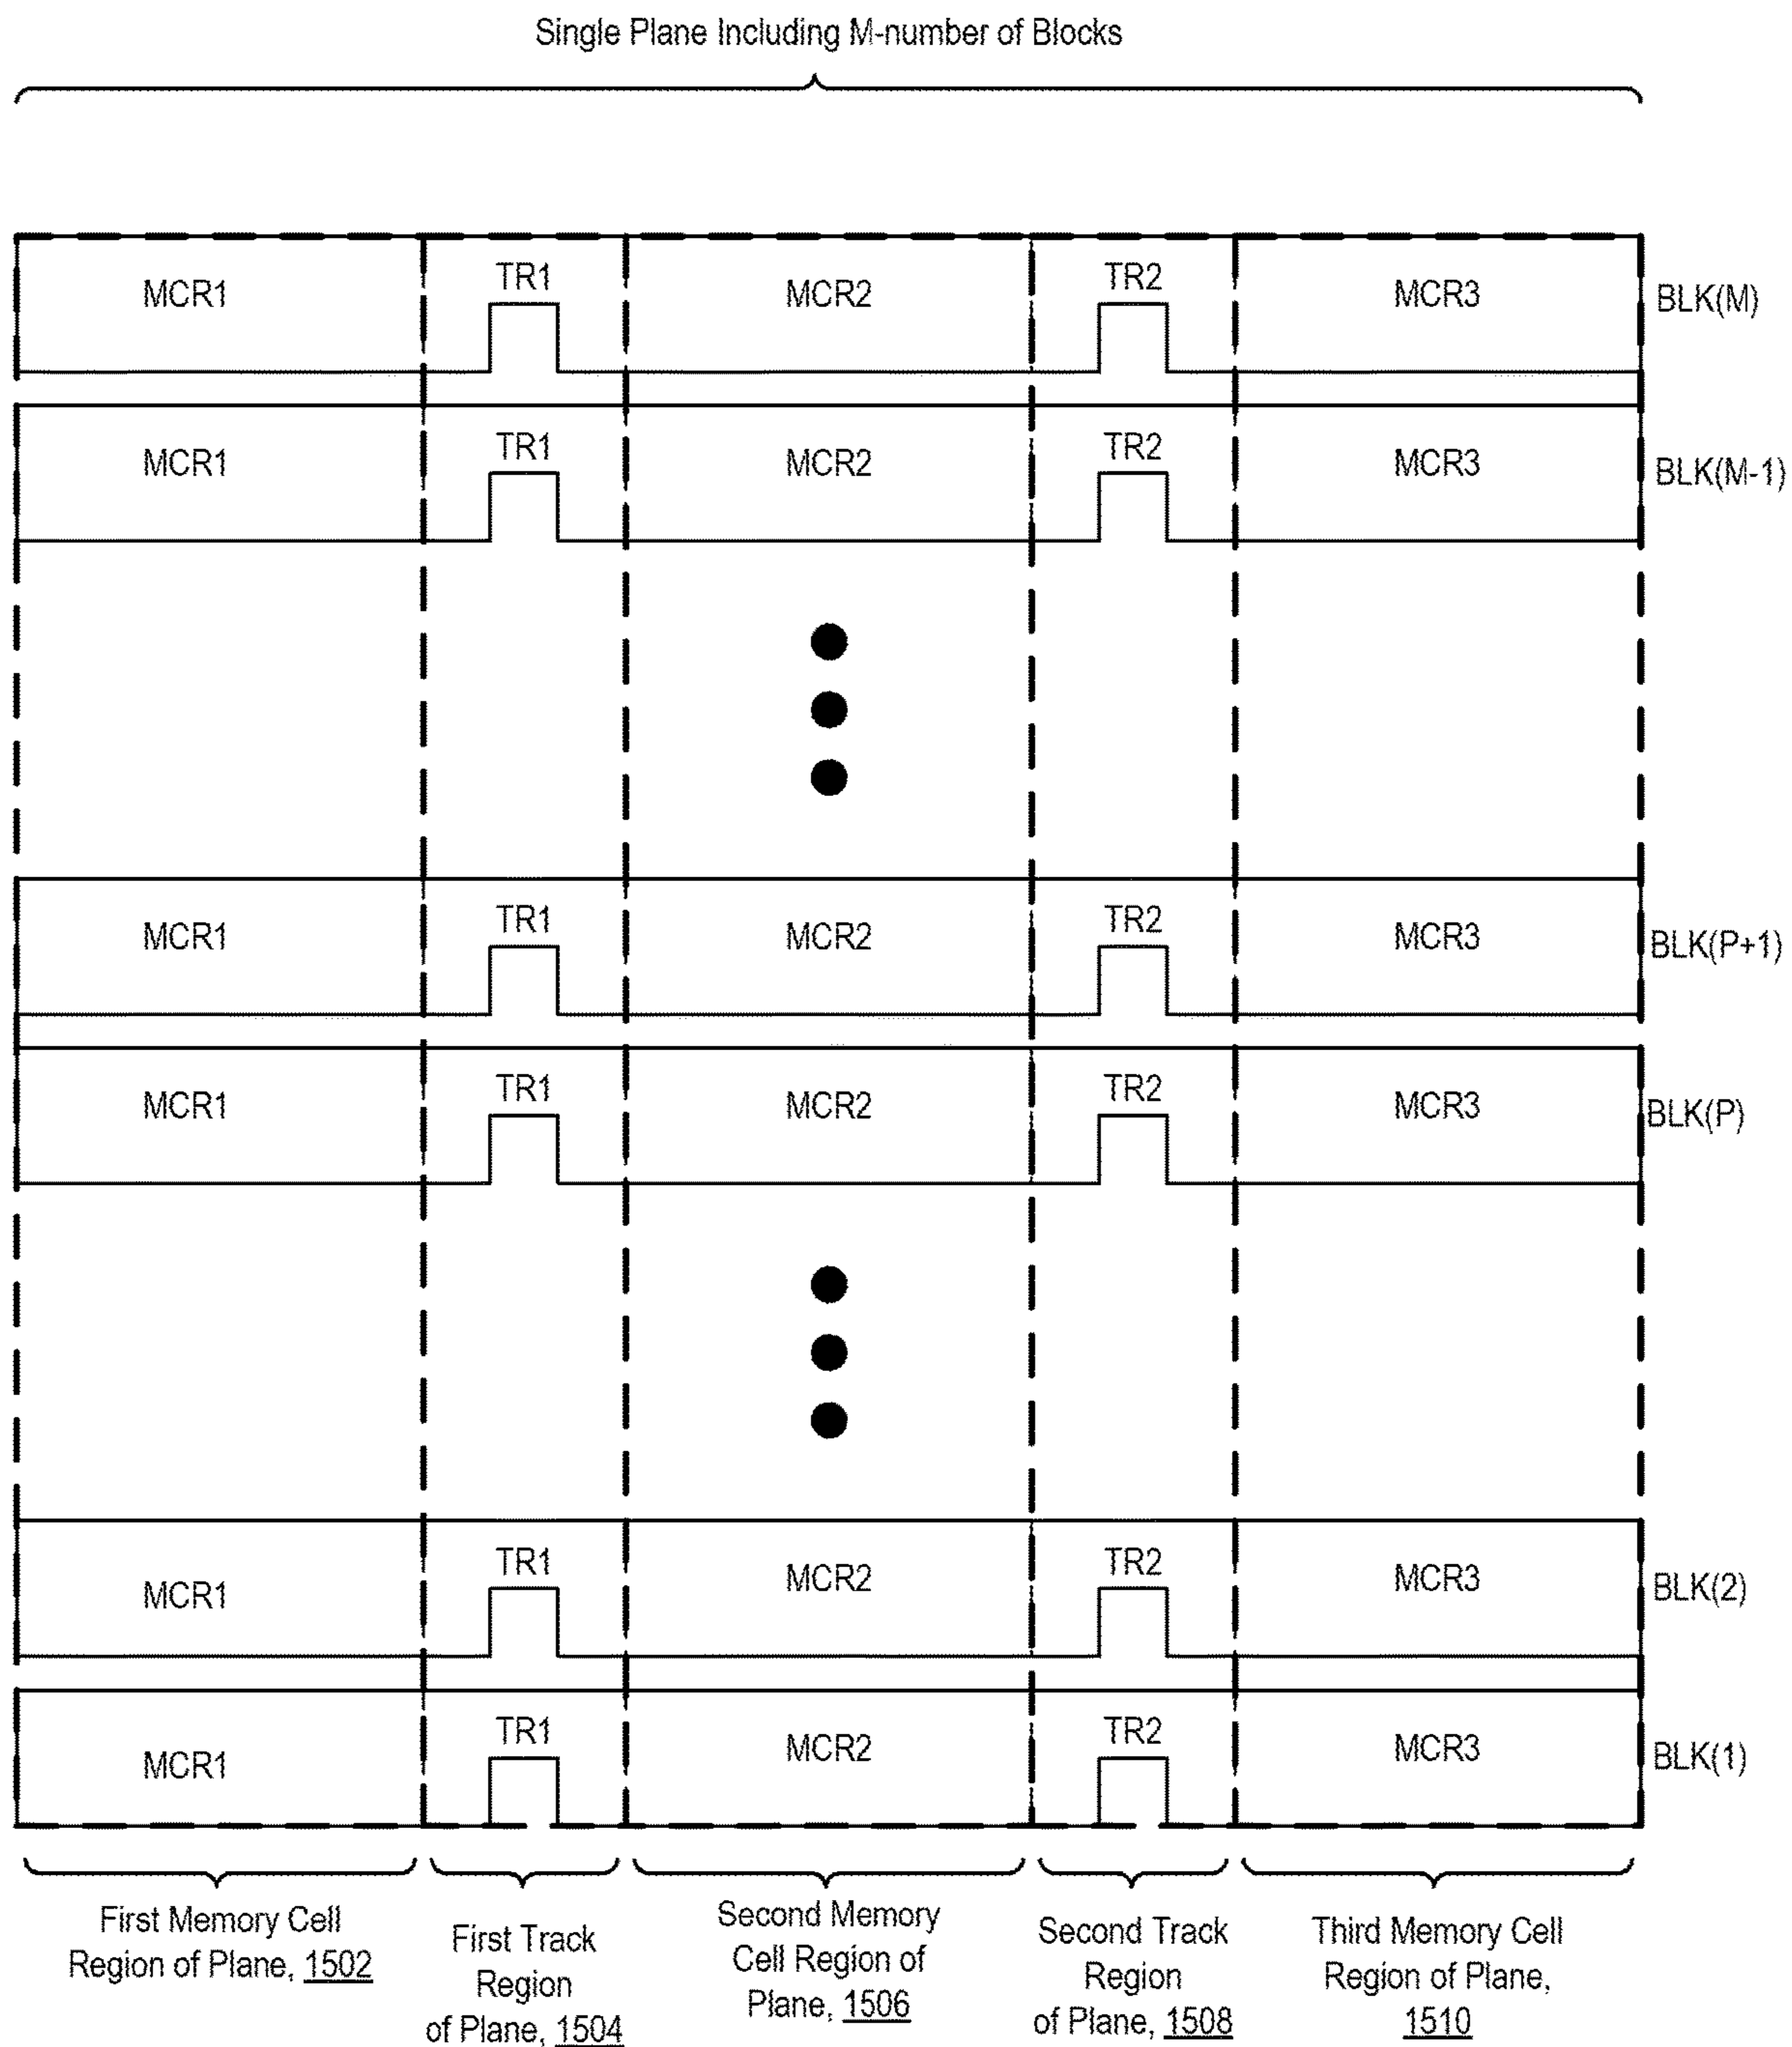 Single Plane Including M-number of Blocks
MCR1 TR1 MCR2 TR2 MCR3 BLK(M)
MCR1 TR1 MCR2 TR2 MCR3 BLK(M-1)
MCR1 TR1 MCR2 TR2 MCR3 BLK(P+1)
MCR1 TR1 MCR2 TR2 MCR3 BLK(P)
MCR1 TR1 MCR2 TR2 MCR3 BLK(2)
MCR1 TR1 MCR2 TR2 MCR3 BLK(1)
First Memory Cell
Region of Plane, 1502
First Track
Region
of Plane, 1504
Second Memory
Cell Region of
Plane, 1506
Second Track
Region
of Plane, 1508
Third Memory Cell
Region of Plane,
1510